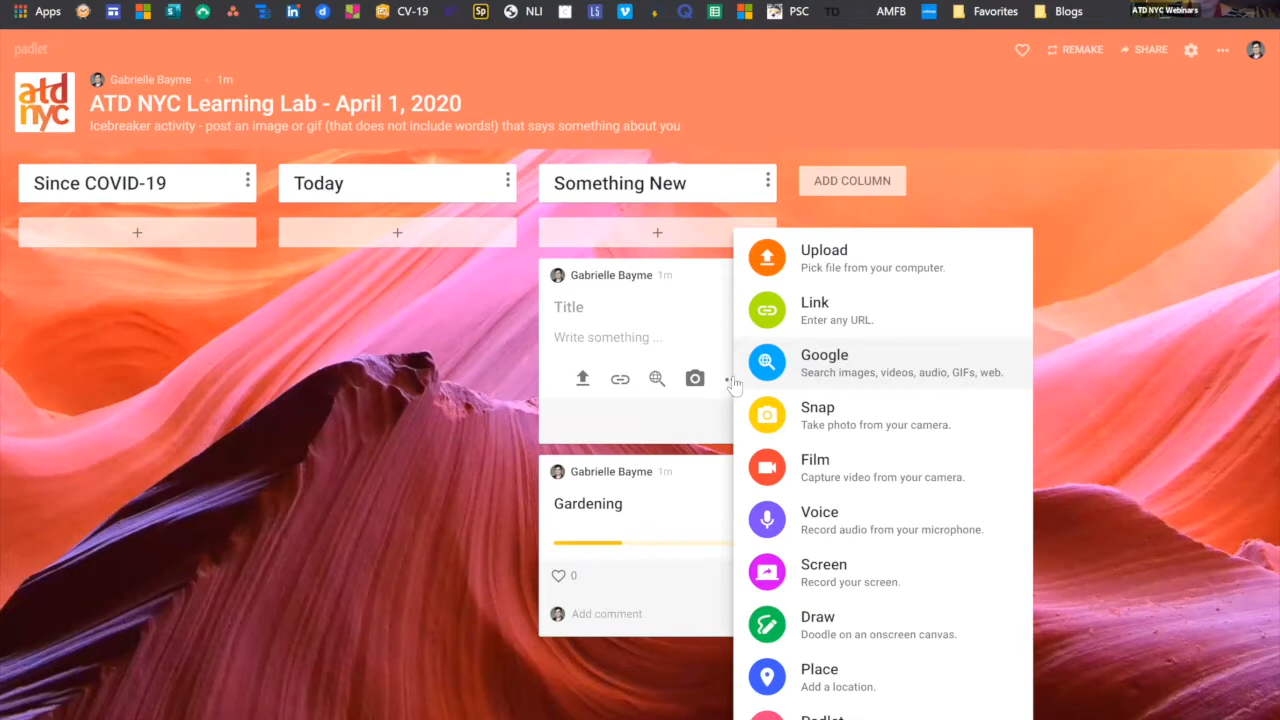 Apps
CV-19
Sp
NLI
L5
PSC
TD
AMFB
Favorites
Blogs
ATD NYC Webinars
padlet
REMAKE
SHARE
atd
nyc
Gabrielle Bayme
1m
ATD NYC Learning Lab - April 1, 2020
Icebreaker activity - post an image or gif (that does not include words!) that says something about you
Since COVID-19
Today
Something New
ADD COLUMN
+
+
+
Gabrielle Bayme 1m
Title
Write something ...
Gabrielle Bayme 1m
Gardening
0
Add comment
Upload
Pick file from your computer.
Link
Enter any URL.
Google
Search images, videos, audio, GIFs, web.
Snap
Take photo from your camera.
Film
Capture video from your camera.
Voice
Record audio from your microphone.
Screen
Record your screen.
Draw
Doodle on an onscreen canvas.
Place
Add a location.
Padlet